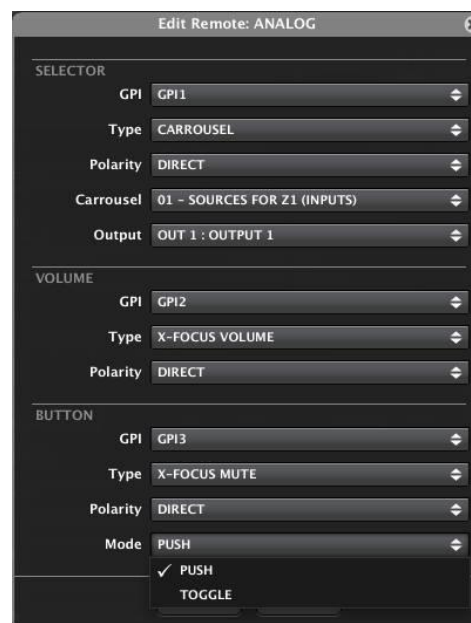 Edit Remote: ANALOG
SELECTOR
GPI GPI1
Type CARROUSEL
Polarity DIRECT
Carrousel 01 - SOURCES FOR Z1 (INPUTS)
Output OUT 1 : OUTPUT 1
VOLUME
GPI GPI2
Type X-FOCUS VOLUME
Polarity DIRECT
BUTTON
GPI GPI3
Type X-FOCUS MUTE
Polarity DIRECT
Mode PUSH
✓ PUSH
TOGGLE